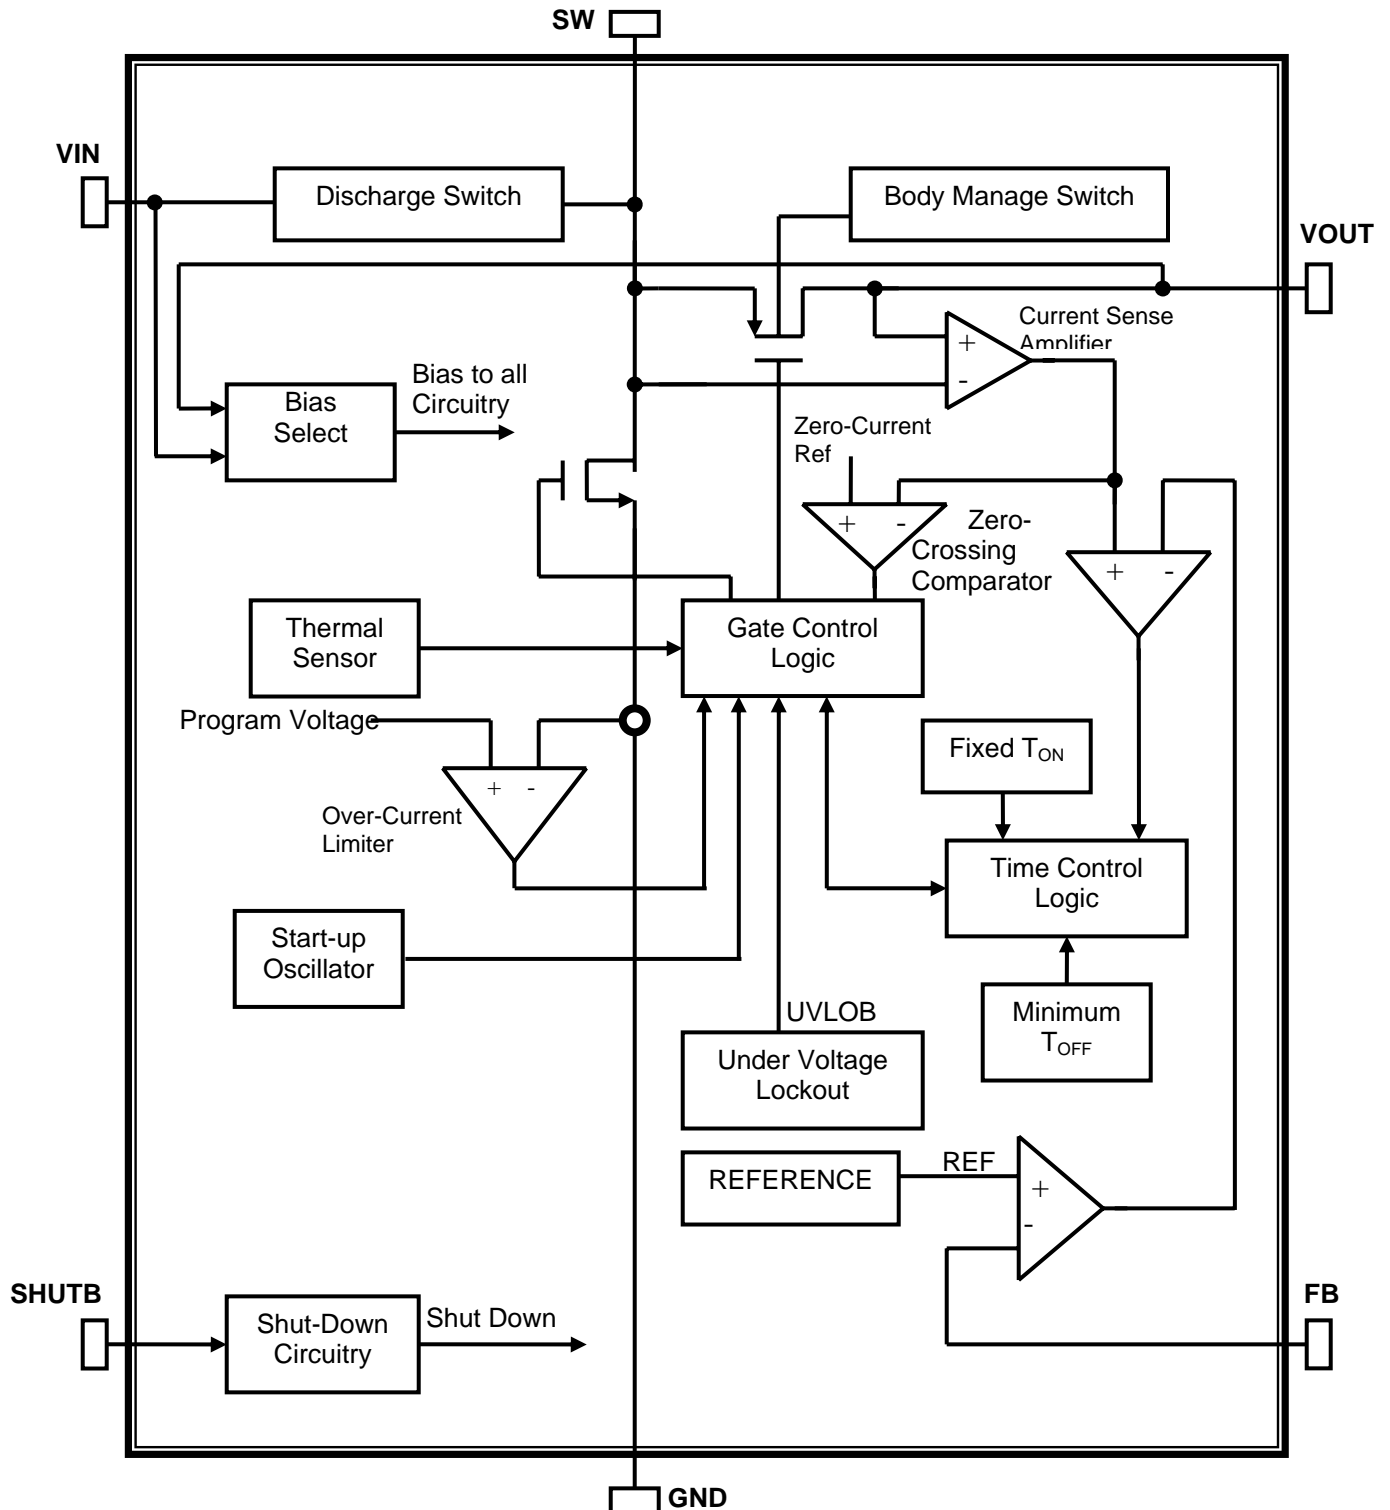 SW
VIN
Discharge Switch
Body Manage Switch
VOUT
Current Sense
Amplifier
+
-
Bias to all
Circuitry
Bias
Select
Zero-Current
Ref
+ -
Zero-
Crossing
Comparator
+ -
Thermal
Sensor
Gate Control
Logic
Program Voltage
Fixed TON
+ -
Over-Current
Limiter
Time Control
Logic
Start-up
Oscillator
UVLOB
Minimum
TOFF
Under Voltage
Lockout
REFERENCE
REF
+
-
SHUTB
Shut-Down
Circuitry
Shut Down
FB
GND